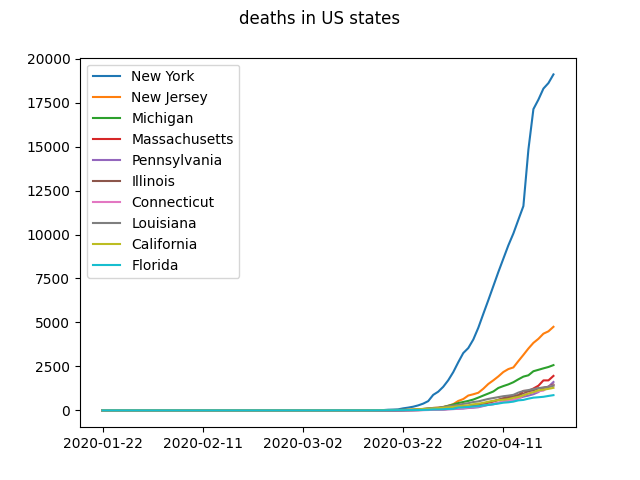 deaths in US states
20000
17500
15000
12500
10000
7500
5000
2500
0
New York
New Jersey
Michigan
Massachusetts
Pennsylvania
Illinois
Connecticut
Louisiana
California
Florida
2020-01-22
2020-02-11
2020-03-02
2020-03-22
2020-04-11